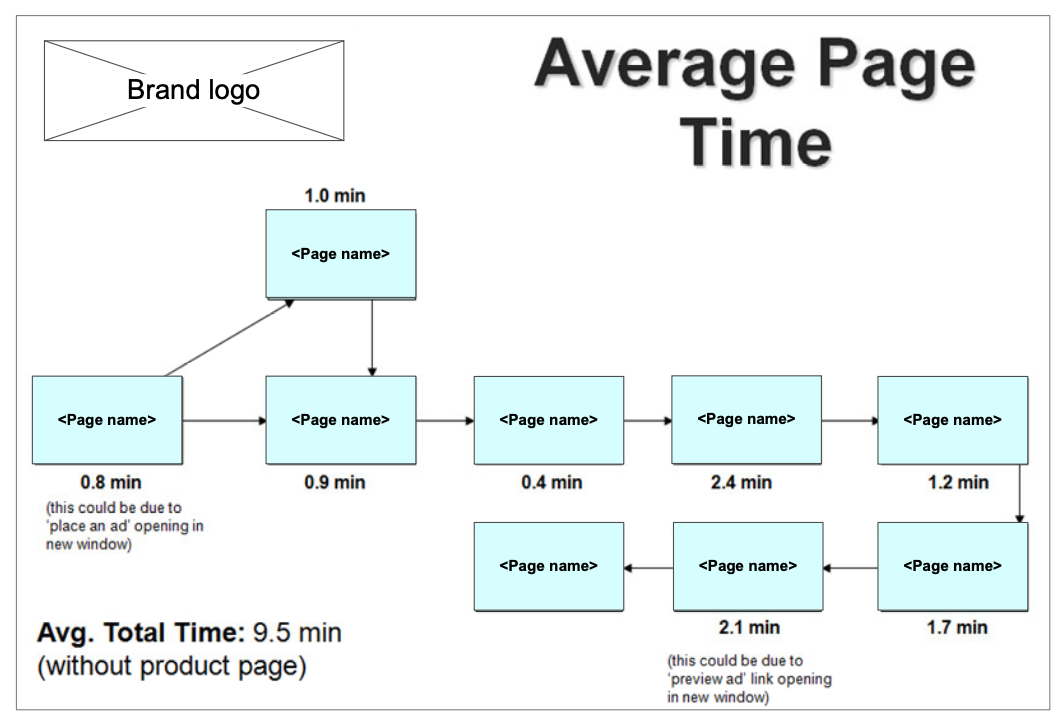 Brand logo
Average Page
Time
1.0 min
<Page name>
<Page name>
<Page name>
<Page name>
<Page name>
<Page name>
0.8 min
0.9 min
0.4 min
2.4 min
1.2 min
(this could be due to
‘place an ad’ opening in
new window)
<Page name>
<Page name>
<Page name>
2.1 min
1.7 min
(this could be due to
‘preview ad’ link opening
in new window)
Avg. Total Time: 9.5 min
(without product page)